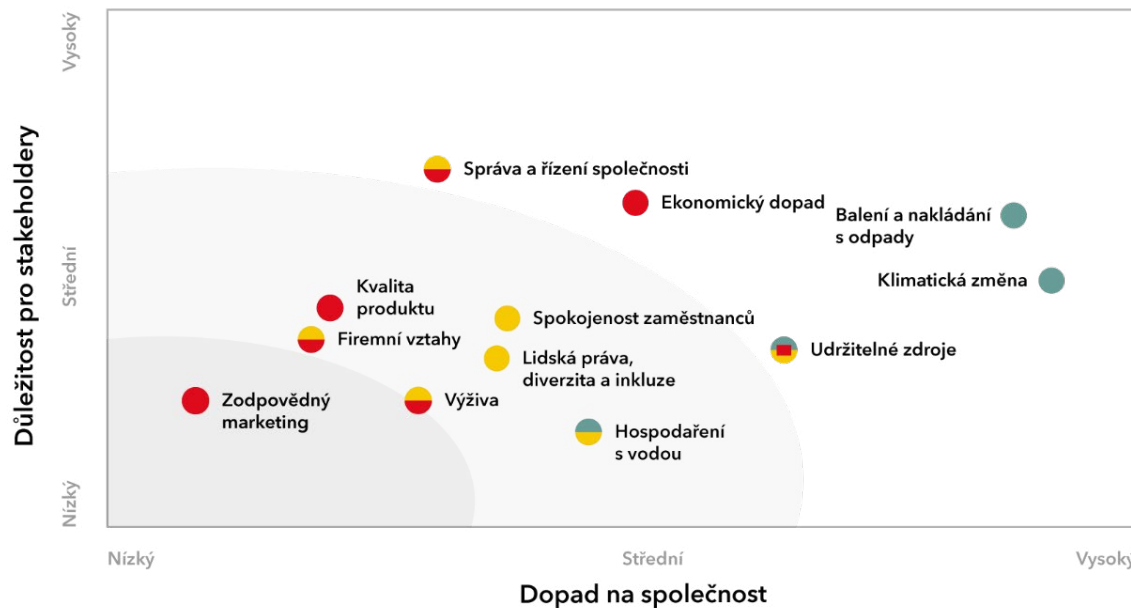 Důležitost pro stakeholdery
Vysoký
Střední
Nízký
Správa a řízení společnosti
Ekonomický dopad
Balení a nakládání
s odpady
Klimatická změna
Kvalita
produktu
Spokojenost zaměstnanců
Firemní vztahy
Lidská práva,
diverzita a inkluze
Udržitelné zdroje
Zodpovědný
marketing
Výživa
Hospodaření
s vodou
Nízký
Střední
Vysoký
Dopad na společnost